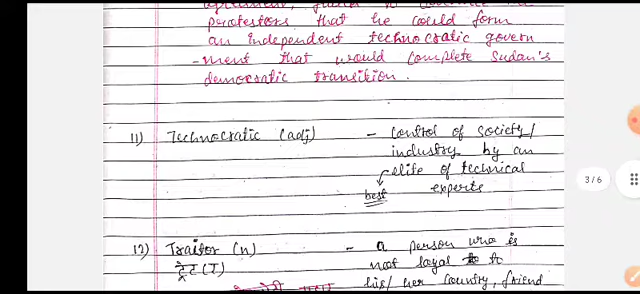 protestors that he could form
an independent technocratic govern
-ment that would complete Sudan's
democratic transition.
11) Technocratic (adj) - control of society/
industry by an
elite of technical
best experts
3/6
12) Traitor (n) - a person who is
ट्रेटर not loyal to
his/her country, friend